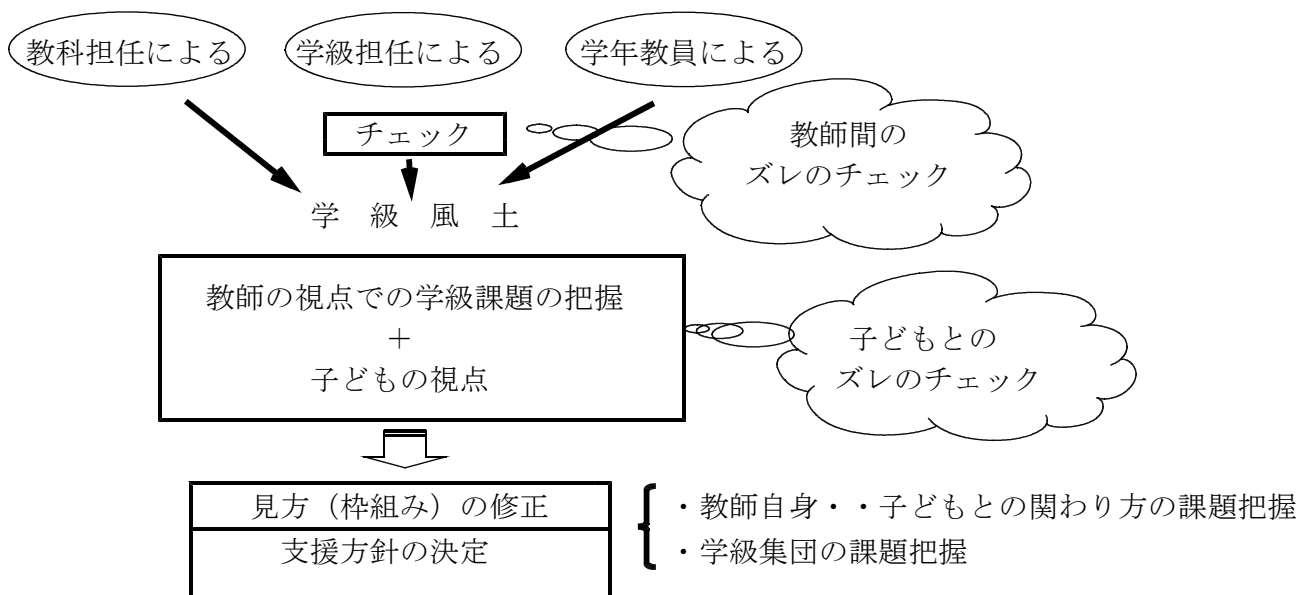 教科担任による
学級担任による
学年教員による
チェック
教師間の
ズレのチェック
学　級　風　土
教師の視点での学級課題の把握
＋
子どもの視点
子どもとの
ズレのチェック
見方（枠組み）の修正
支援方針の決定
・教師自身・・子どもとの関わり方の課題把握
・学級集団の課題把握